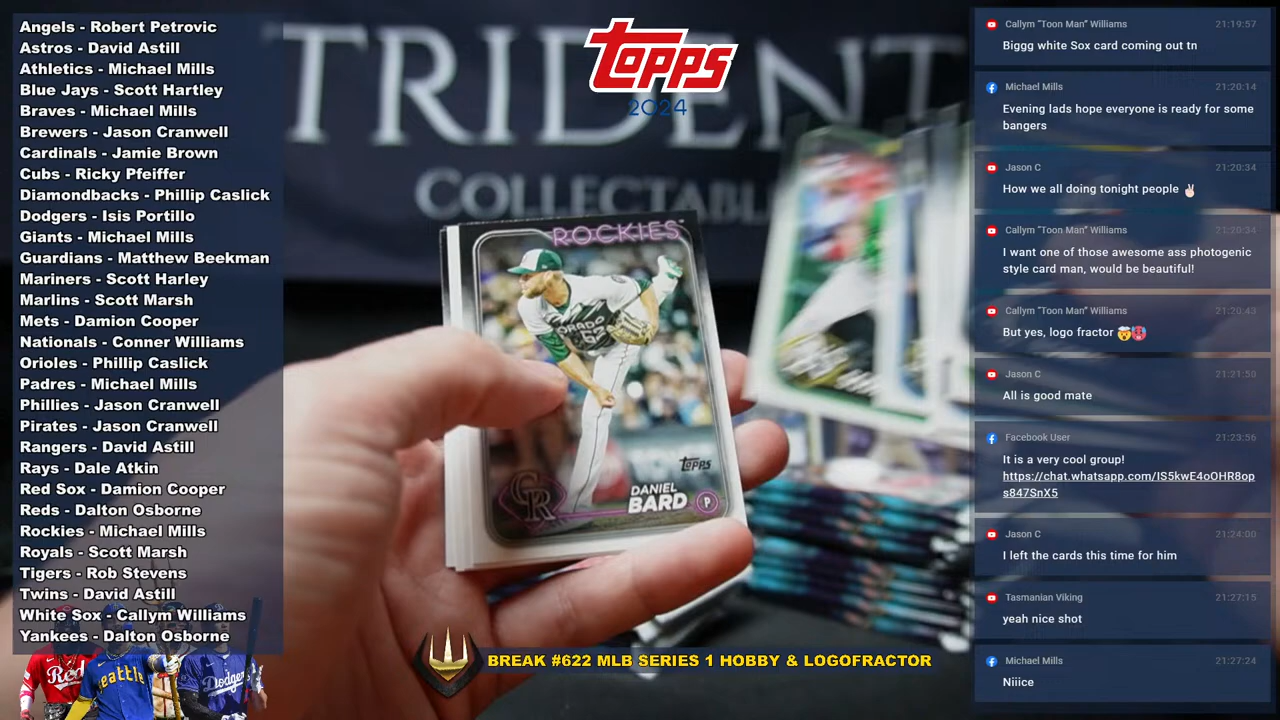 Angels - Robert Petrovic
Astros - David Astill
Athletics - Michael Mills
Blue Jays - Scott Hartley
Braves - Michael Mills
Brewers - Jason Cranwell
Cardinals - Jamie Brown
Cubs - Ricky Pfeiffer
Diamondbacks - Phillip Caslick
Dodgers - Isis Portillo
Giants - Michael Mills
Guardians - Matthew Beekman
Mariners - Scott Harley
Marlins - Scott Marsh
Mets - Damion Cooper
Nationals - Conner Williams
Orioles - Phillip Caslick
Padres - Michael Mills
Phillies - Jason Cranwell
Pirates - Jason Cranwell
Rangers - David Astill
Rays - Dale Atkin
Red Sox - Damion Cooper
Reds - Dalton Osborne
Rockies - Michael Mills
Royals - Scott Marsh
Tigers - Rob Stevens
Twins - David Astill
White Sox - Callym Williams
Yankees - Dalton Osborne
Reds
Seattle
Dodgers
TRIDENT
COLLECTABL
Topps
2024
ROCKIES
ORADO
52
Topps
CR
DANIEL
BARD
P
BREAK #622 MLB SERIES 1 HOBBY & LOGOFRACTOR
Callym "Toon Man" Williams 21:19:57
Biggg white Sox card coming out tn
Michael Mills 21:20:14
Evening lads hope everyone is ready for some
bangers
Jason C 21:20:34
How we all doing tonight people ✌🏻
Callym "Toon Man" Williams 21:20:34
I want one of those awesome ass photogenic
style card man, would be beautiful!
Callym "Toon Man" Williams 21:20:43
But yes, logo fractor 🤯🥵
Jason C 21:21:50
All is good mate
Facebook User 21:23:56
It is a very cool group!
https://chat.whatsapp.com/IS5kwE4oOHR8op
s847SnX5
Jason C 21:24:00
I left the cards this time for him
Tasmanian Viking 21:27:15
yeah nice shot
Michael Mills 21:27:24
Niiice